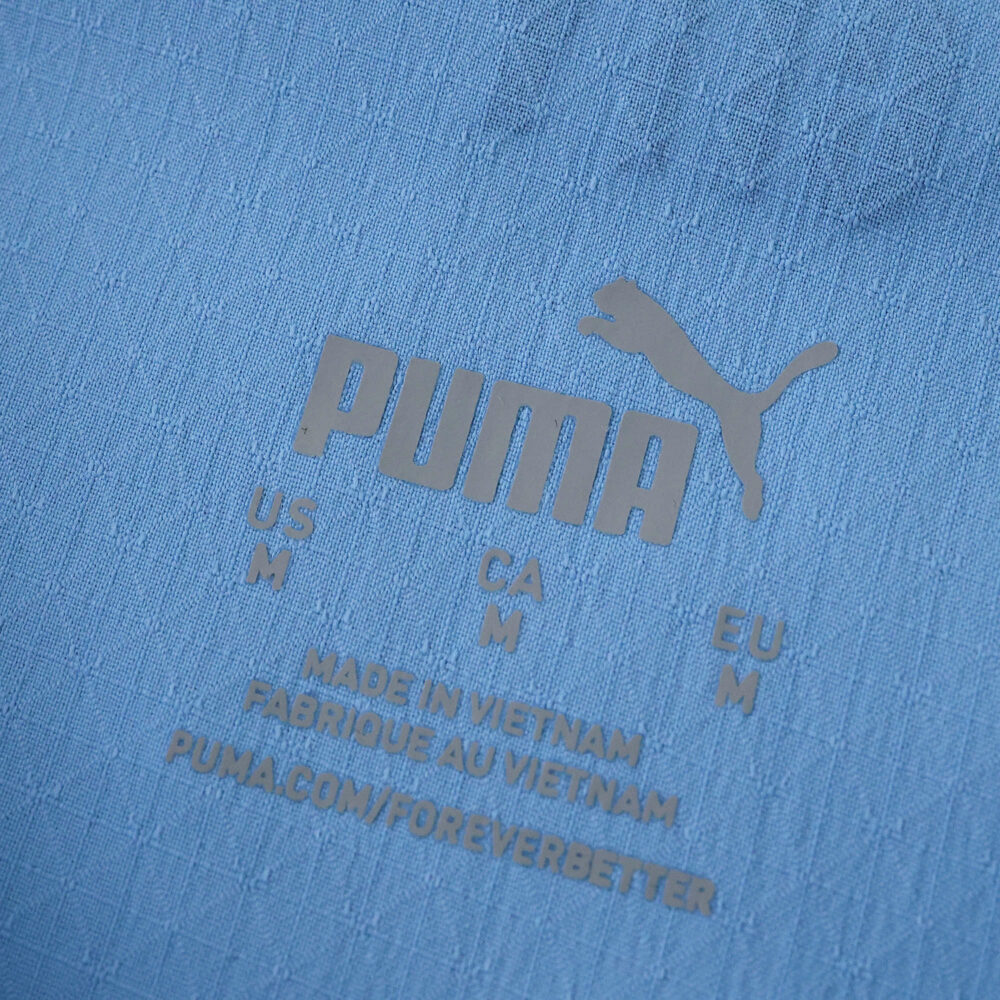 PUMA
US CA EU
M M M
MADE IN VIETNAM
FABRIQUE AU VIETNAM
PUMA.COM/FOREVERBETTER